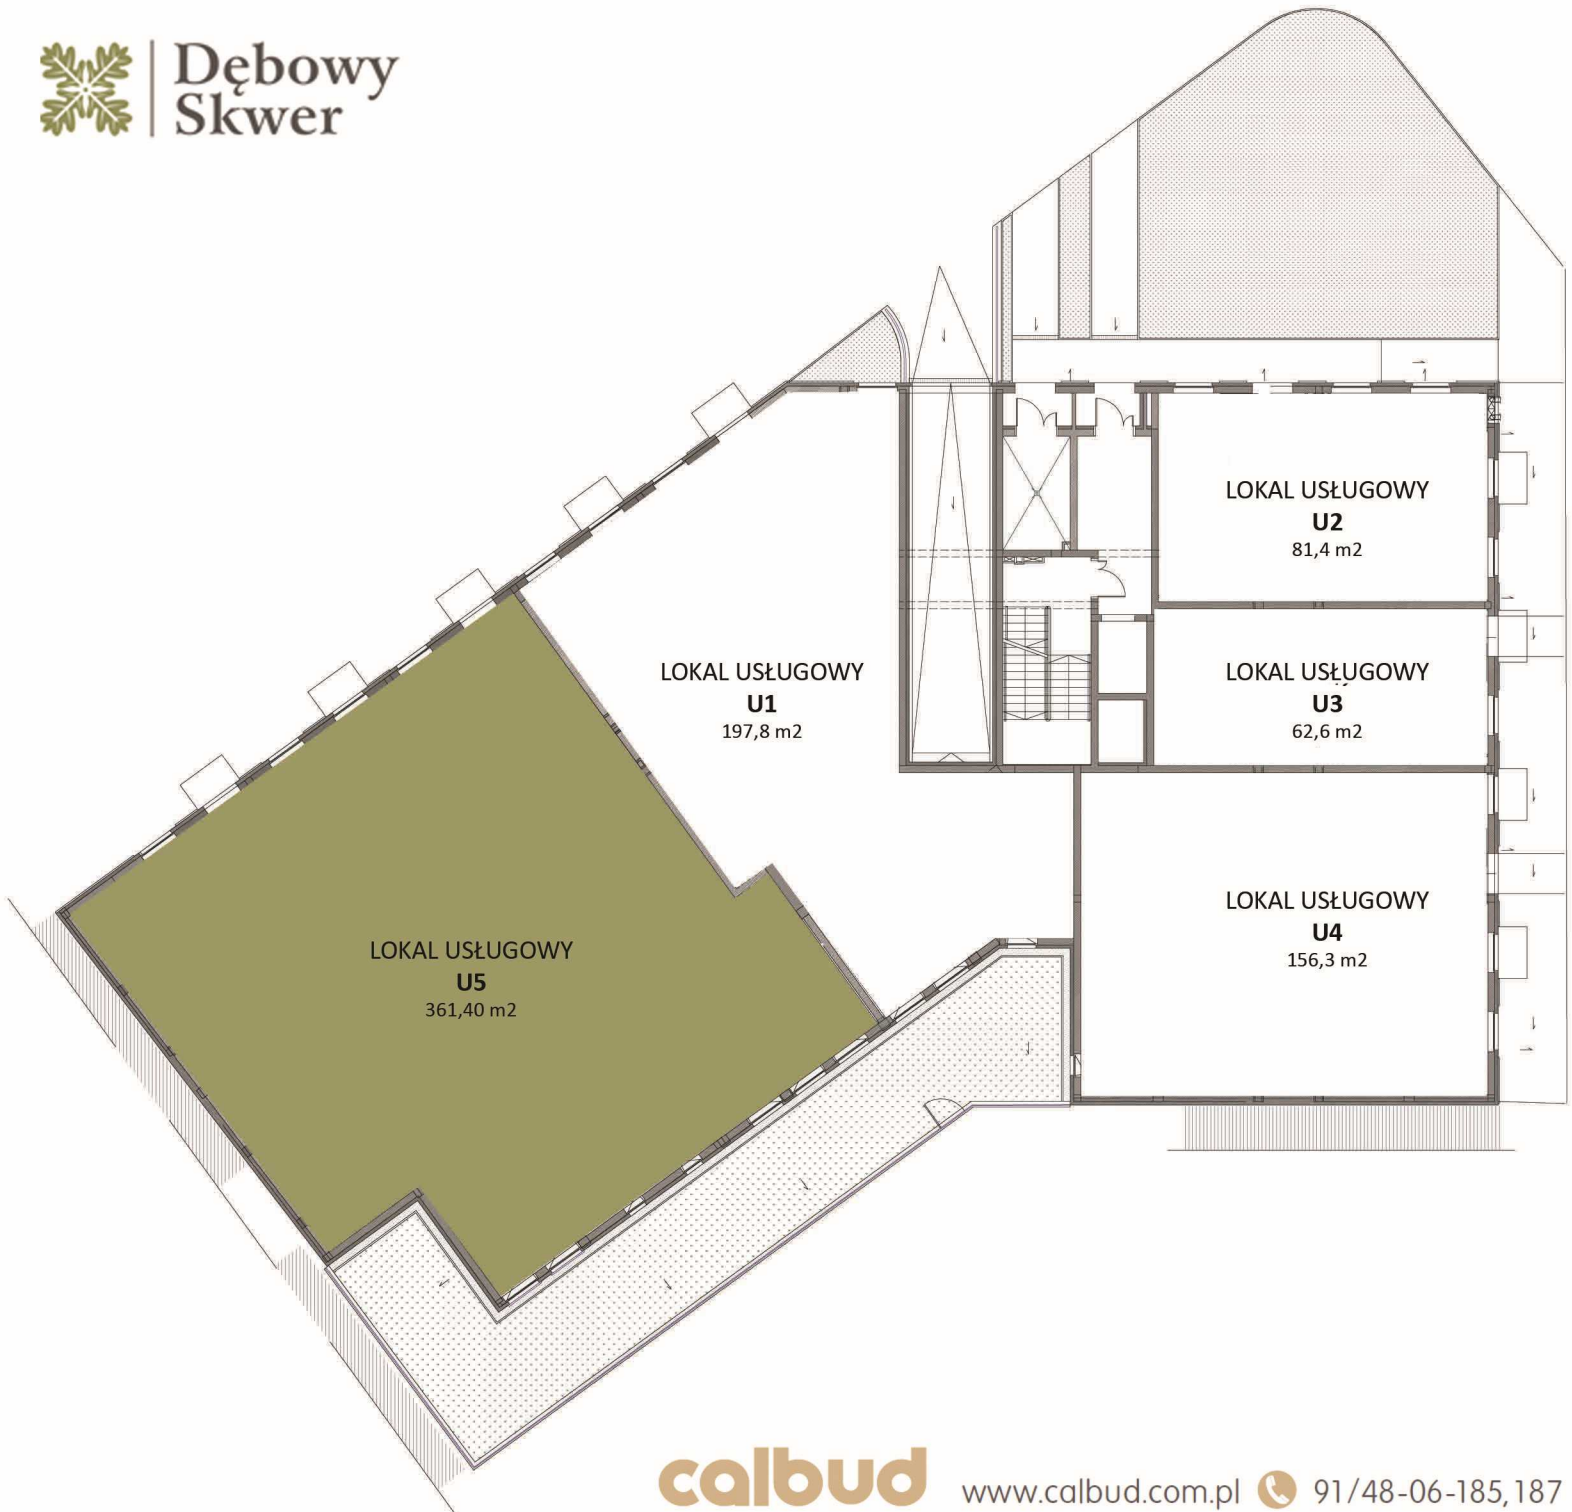 Dębowy
Skwer
LOKAL USŁUGOWY
U2
81,4 m2
LOKAL USŁUGOWY
U1
197,8 m2
LOKAL USŁUGOWY
U3
62,6 m2
LOKAL USŁUGOWY
U4
156,3 m2
LOKAL USŁUGOWY
U5
361,40 m2
calbud
www.calbud.com.pl 91/48-06-185,187